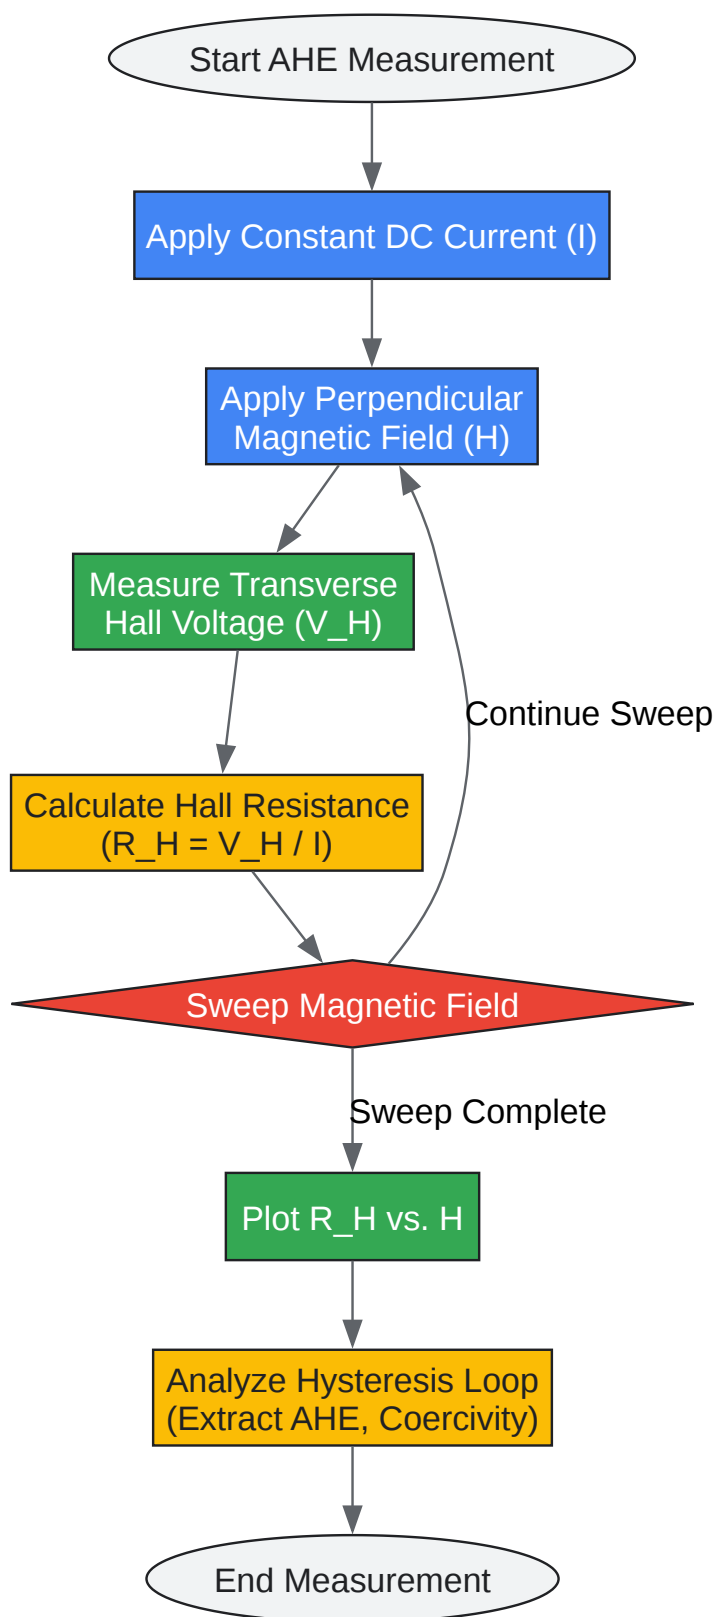 Start AHE Measurement
Apply Constant DC Current (I)
Apply Perpendicular
Magnetic Field (H)
Measure Transverse
Hall Voltage (V_H)
Continue Sweep
Calculate Hall Resistance
(R_H = V_H / I)
Sweep Magnetic Field
Sweep Complete
Plot R_H vs. H
Analyze Hysteresis Loop
(Extract AHE, Coercivity)
End Measurement